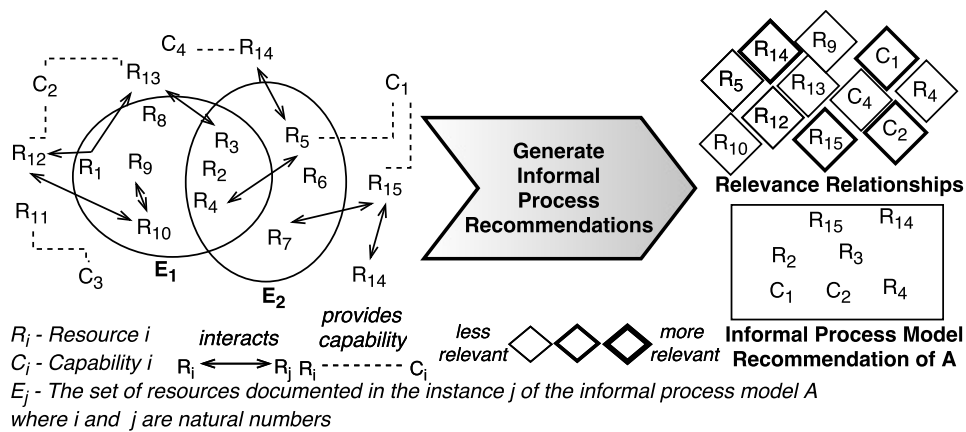 C4
R14
C2
R13
C1
R8
R3
R5
R12
R1
R9
R2
R6
R4
R15
R11
R10
R7
C3
R14
E1
E2
Generate
Informal
Process
Recommendations
R14
R9
C1
R5
R13
C4
R4
R12
R15
C2
R10
Relevance Relationships
R15 R14
R2 R3
C1 C2 R4
Informal Process Model
Recommendation of A
Ri - Resource i
Ci - Capability i
interacts
Ri Rj
provides
capability
Ri Ci
less
relevant
more
relevant
Ej - The set of resources documented in the instance j of the informal process model A
where i and j are natural numbers